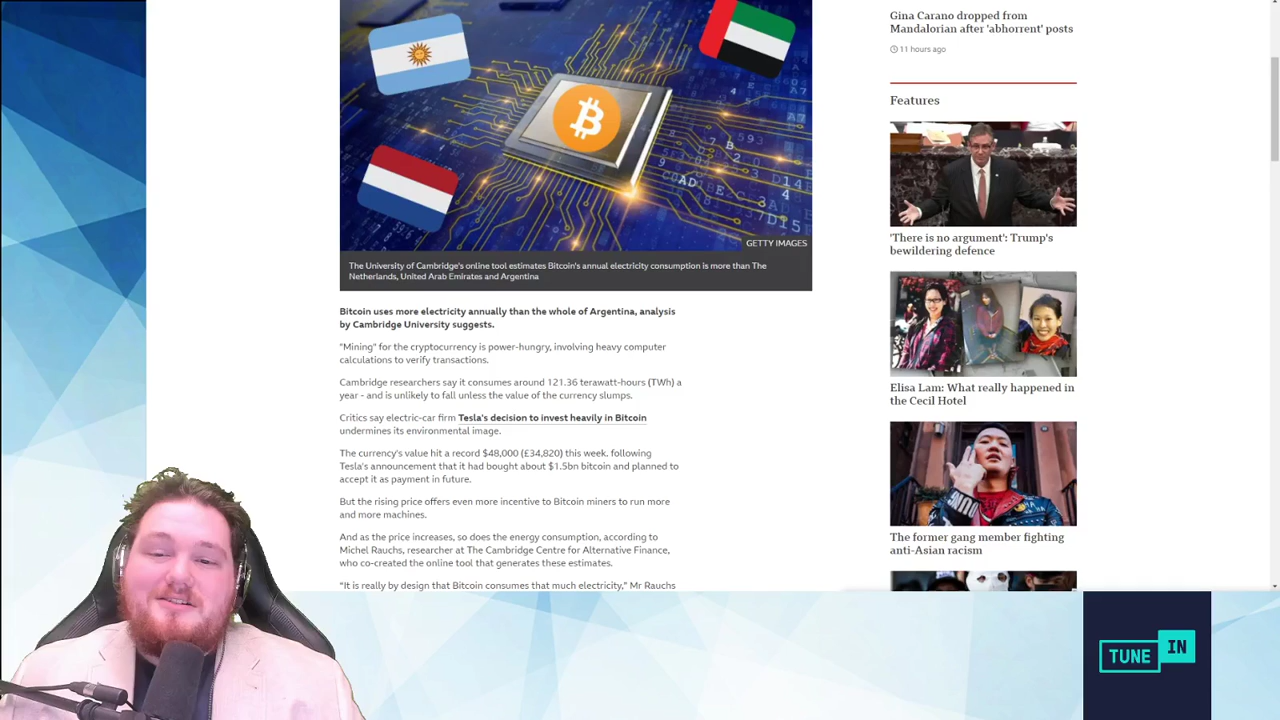 GETTY IMAGES
The University of Cambridge's online tool estimates Bitcoin's annual electricity consumption is more than The
Netherlands, United Arab Emirates and Argentina
Bitcoin uses more electricity annually than the whole of Argentina, analysis
by Cambridge University suggests.
"Mining" for the cryptocurrency is power-hungry, involving heavy computer
calculations to verify transactions.
Cambridge researchers say it consumes around 121.36 terawatt-hours (TWh) a
year - and is unlikely to fall unless the value of the currency slumps.
Critics say electric-car firm Tesla's decision to invest heavily in Bitcoin
undermines its environmental image.
The currency's value hit a record $48,000 (£34,820) this week. following
Tesla's announcement that it had bought about $1.5bn bitcoin and planned to
accept it as payment in future.
But the rising price offers even more incentive to Bitcoin miners to run more
and more machines.
And as the price increases, so does the energy consumption, according to
Michel Rauchs, researcher at The Cambridge Centre for Alternative Finance,
who co-created the online tool that generates these estimates.
"It is really by design that Bitcoin consumes that much electricity," Mr Rauchs
Gina Carano dropped from
Mandalorian after 'abhorrent' posts
11 hours ago
Features
'There is no argument': Trump's
bewildering defence
Elisa Lam: What really happened in
the Cecil Hotel
The former gang member fighting
anti-Asian racism
TUNE IN